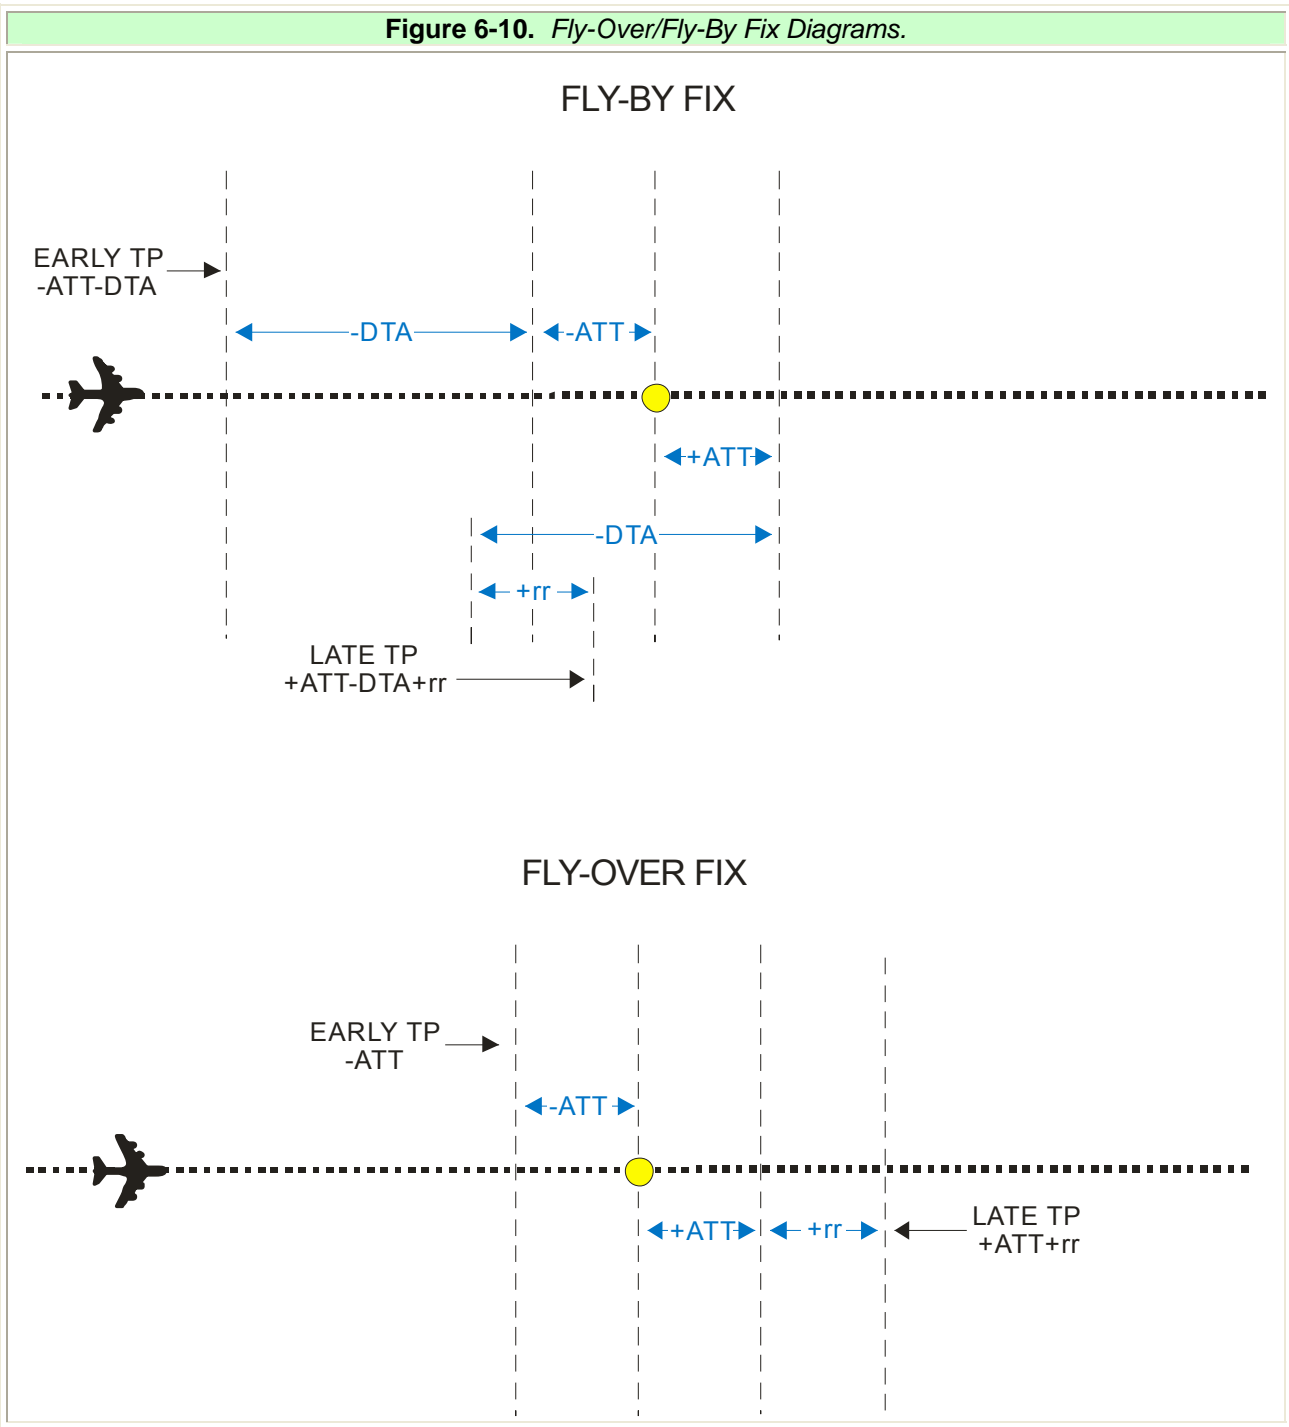 Figure 6-10. Fly-Over/Fly-By Fix Diagrams.
FLY-BY FIX
EARLY TP
-ATT-DTA
-DTA
-ATT
+ATT
-DTA
+rr
LATE TP
+ATT-DTA+rr
FLY-OVER FIX
EARLY TP
-ATT
-ATT
+ATT
+rr
LATE TP
+ATT+rr